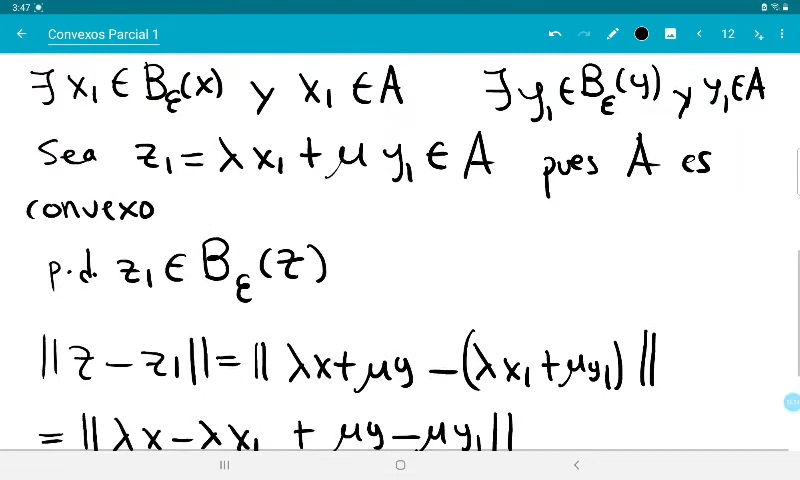 3:47
Convexos Parcial 1
12
∃ x₁ ∈ B_ε(x) y x₁ ∈ A ∃ y₁ ∈ B_ε(y) y y₁ ∈ A
Sea z₁ = λx₁ + μy₁ ∈ A pues A es
convexo
p.d. z₁ ∈ B_ε(z)
||z − z₁|| = || λx + μy − (λx₁ + μy₁) ||
= || λx − λx₁ + μy − μy₁ ||